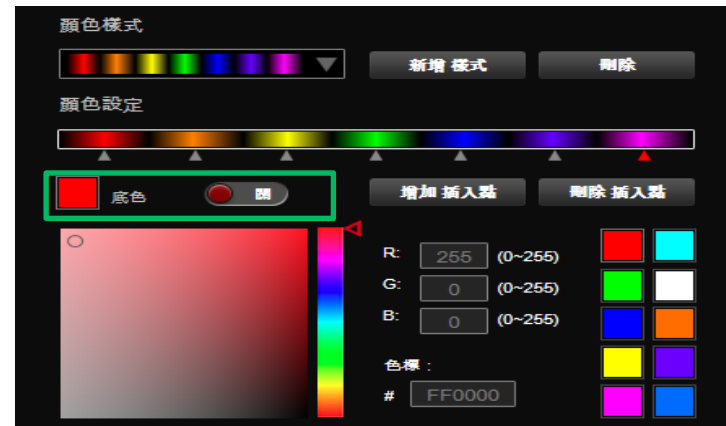 顏色樣式
新增 樣式 刪除
顏色設定
底色 關 增加 插入點 刪除 插入點
R: 255 (0~255)
G: 0 (0~255)
B: 0 (0~255)
色標 :
# FF0000